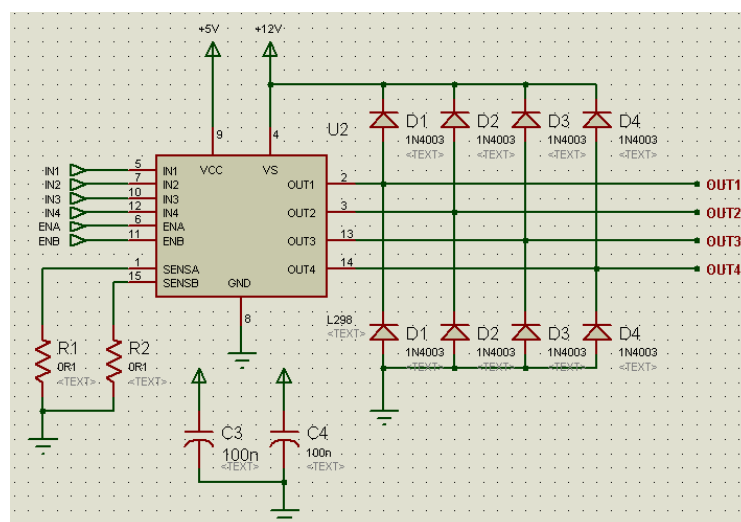 +5V
+12V
U2
D1
1N4003
<TEXT>
D2
1N4003
<TEXT>
D3
1N4003
<TEXT>
D4
1N4003
<TEXT>
9
4
VCC
VS
IN1
5
IN1
IN2
7
IN2
IN3
10
IN3
IN4
12
IN4
ENA
6
ENA
ENB
11
ENB
1
SENSA
15
SENSB
GND
8
OUT1
2
OUT1
OUT2
3
OUT2
OUT3
13
OUT3
OUT4
14
OUT4
L298
<TEXT>
D1
1N4003
<TEXT>
D2
1N4003
<TEXT>
D3
1N4003
<TEXT>
D4
1N4003
<TEXT>
R1
0R1
<TEXT>
R2
0R1
<TEXT>
C3
100n
<TEXT>
C4
100n
<TEXT>